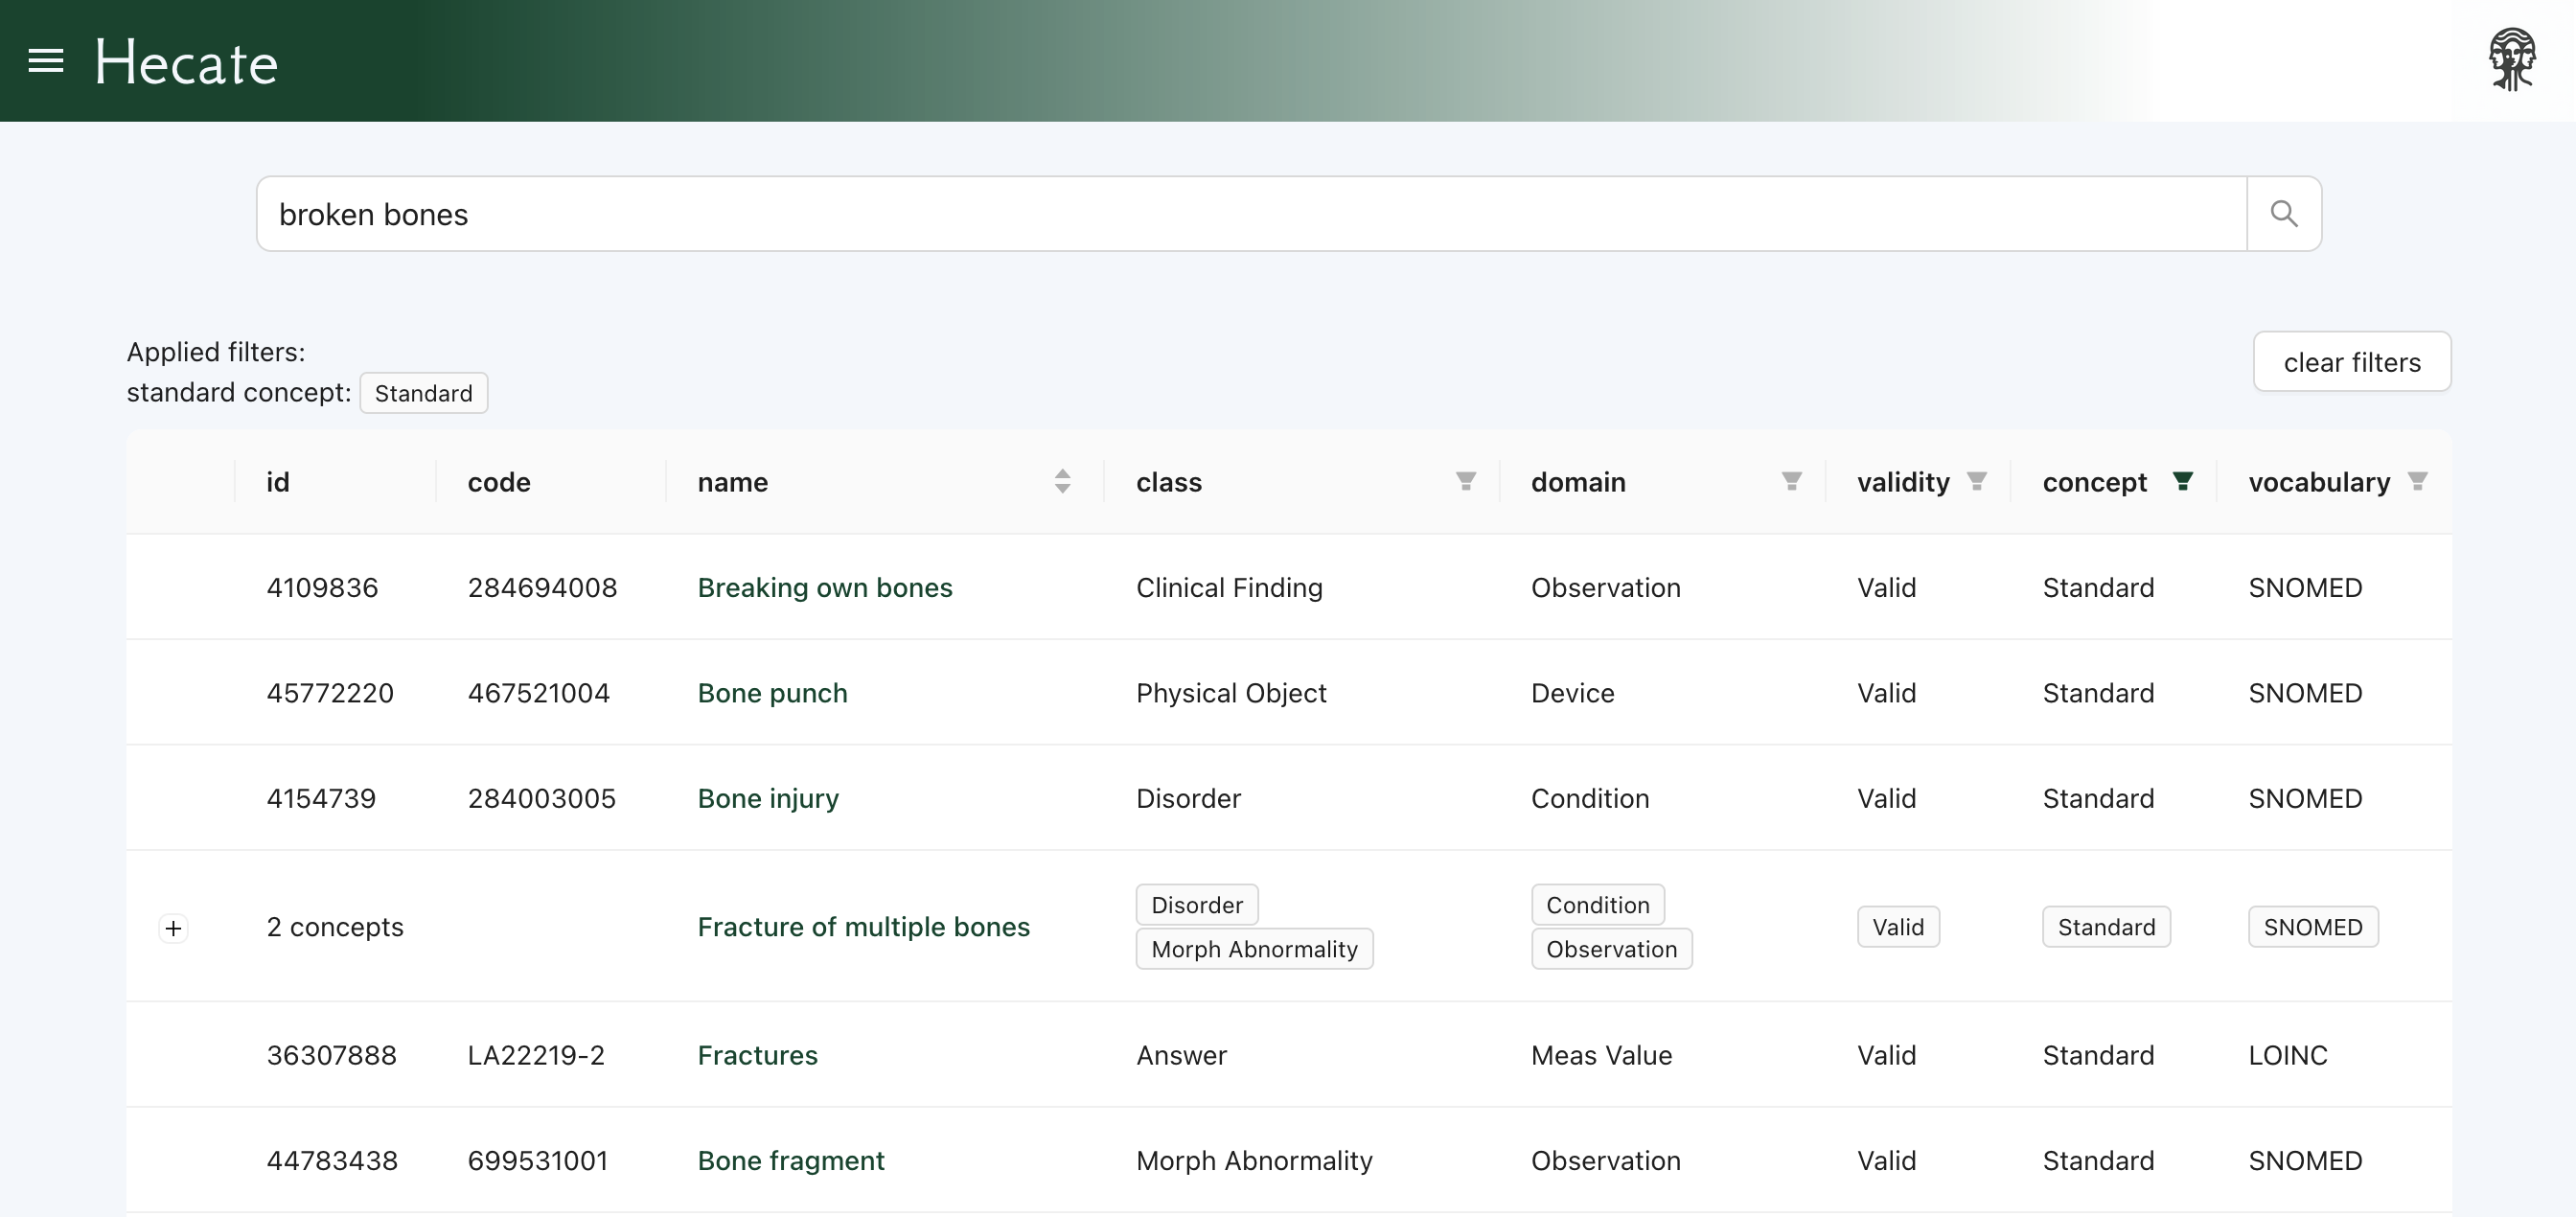 Hecate
broken bones
Applied filters:
clear filters
standard concept: Standard
id code name class domain validity concept vocabulary
4109836 284694008 Breaking own bones Clinical Finding Observation Valid Standard SNOMED
45772220 467521004 Bone punch Physical Object Device Valid Standard SNOMED
4154739 284003005 Bone injury Disorder Condition Valid Standard SNOMED
2 concepts Fracture of multiple bones Disorder Morph Abnormality Condition Observation Valid Standard SNOMED
36307888 LA22219-2 Fractures Answer Meas Value Valid Standard LOINC
44783438 699531001 Bone fragment Morph Abnormality Observation Valid Standard SNOMED